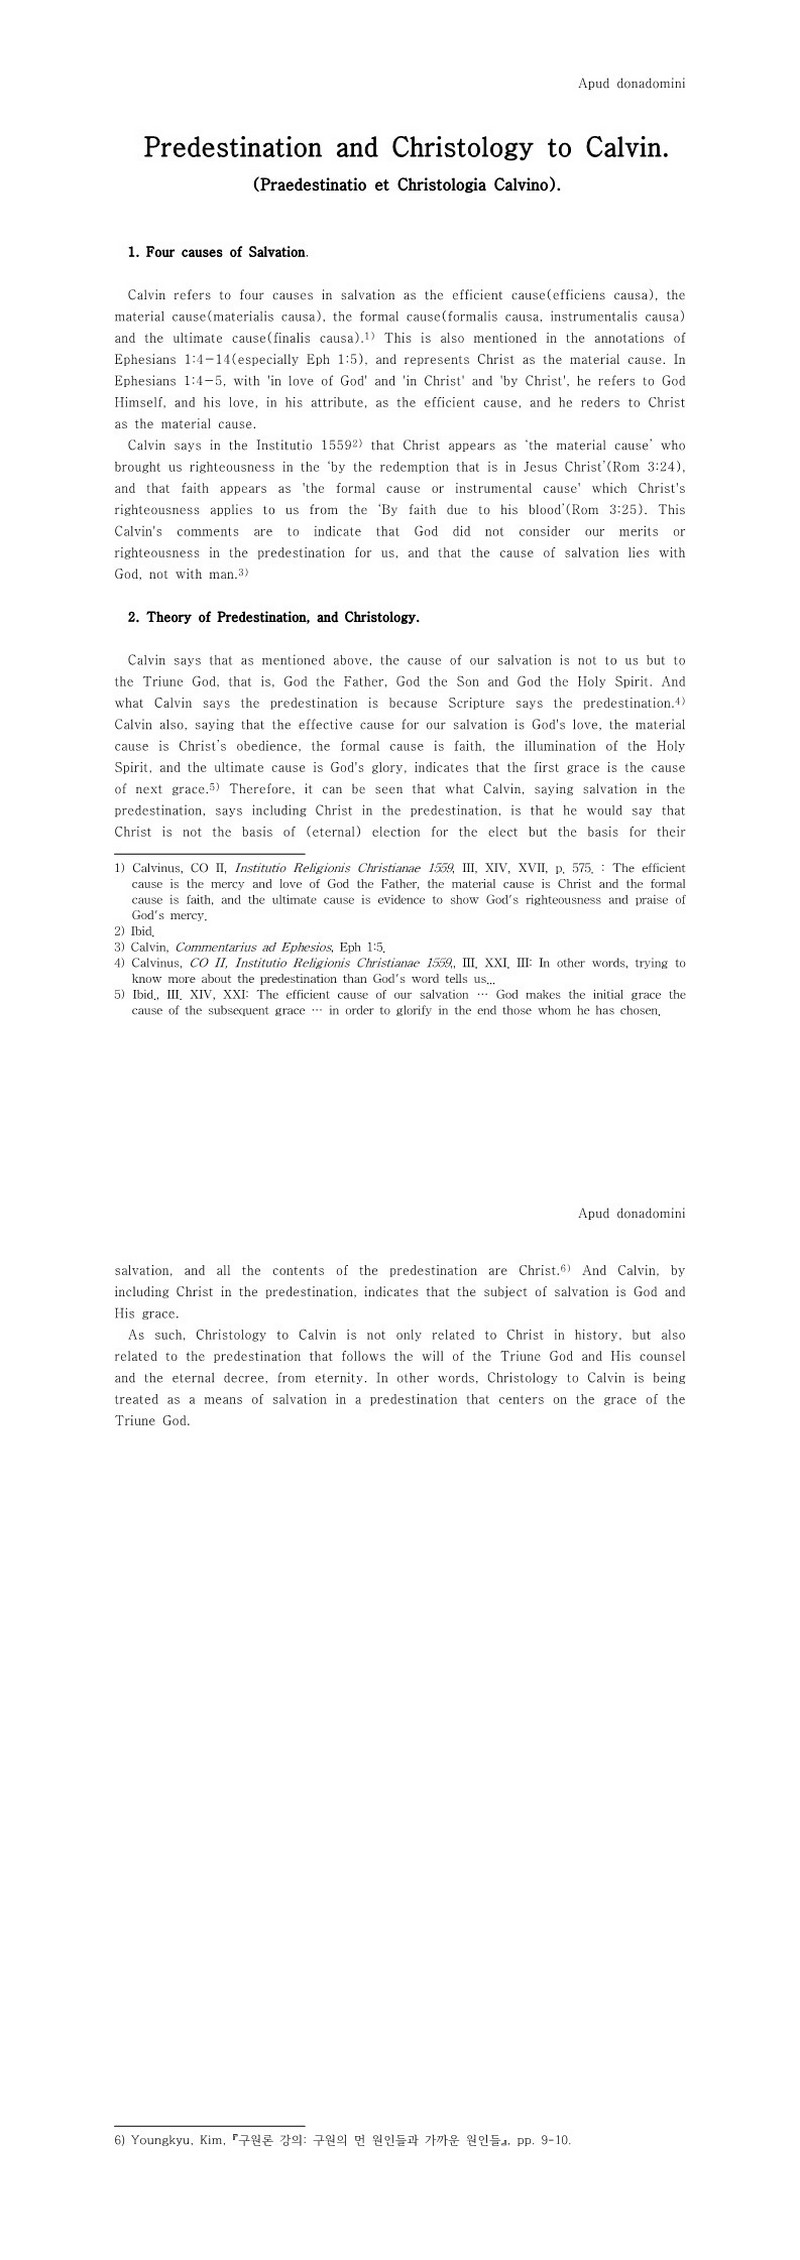 Apud donadomini
Predestination and Christology to Calvin.
(Praedestinatio et Christologia Calvino).
1. Four causes of Salvation.
Calvin refers to four causes in salvation as the efficient cause(efficiens causa), the
material cause(materialis causa), the formal cause(formalis causa, instrumentalis causa)
and the ultimate cause(finalis causa).1) This is also mentioned in the annotations of
Ephesians 1:4-14(especially Eph 1:5), and represents Christ as the material cause. In
Ephesians 1:4-5, with 'in love of God' and 'in Christ' and 'by Christ', he refers to God
Himself, and his love, in his attribute, as the efficient cause, and he reders to Christ
as the material cause.
Calvin says in the Institutio 15592) that Christ appears as 'the material cause' who
brought us righteousness in the 'by the redemption that is in Jesus Christ'(Rom 3:24),
and that faith appears as 'the formal cause or instrumental cause' which Christ's
righteousness applies to us from the 'By faith due to his blood'(Rom 3:25). This
Calvin's comments are to indicate that God did not consider our merits or
righteousness in the predestination for us, and that the cause of salvation lies with
God, not with man.3)
2. Theory of Predestination, and Christology.
Calvin says that as mentioned above, the cause of our salvation is not to us but to
the Triune God, that is, God the Father, God the Son and God the Holy Spirit. And
what Calvin says the predestination is because Scripture says the predestination.4)
Calvin also, saying that the effective cause for our salvation is God's love, the material
cause is Christ's obedience, the formal cause is faith, the illumination of the Holy
Spirit, and the ultimate cause is God's glory, indicates that the first grace is the cause
of next grace.5) Therefore, it can be seen that what Calvin, saying salvation in the
predestination, says including Christ in the predestination, is that he would say that
Christ is not the basis of (eternal) election for the elect but the basis for their
1) Calvinus, CO II, Institutio Religionis Christianae 1559, III, XIV, XVII, p. 575. : The efficient
cause is the mercy and love of God the Father, the material cause is Christ and the formal
cause is faith, and the ultimate cause is evidence to show God's righteousness and praise of
God's mercy.
2) Ibid.
3) Calvin, Commentarius ad Ephesios, Eph 1:5.
4) Calvinus, CO II, Institutio Religionis Christianae 1559,, III. XXI. III: In other words, trying to
know more about the predestination than God's word tells us...
5) Ibid., III. XIV, XXI: The efficient cause of our salvation … God makes the initial grace the
cause of the subsequent grace … in order to glorify in the end those whom he has chosen.
Apud donadomini
salvation, and all the contents of the predestination are Christ.6) And Calvin, by
including Christ in the predestination, indicates that the subject of salvation is God and
His grace.
As such, Christology to Calvin is not only related to Christ in history, but also
related to the predestination that follows the will of the Triune God and His counsel
and the eternal decree, from eternity. In other words, Christology to Calvin is being
treated as a means of salvation in a predestination that centers on the grace of the
Triune God.
6) Youngkyu, Kim, 『구원론 강의: 구원의 먼 원인들과 가까운 원인들』, pp. 9-10.